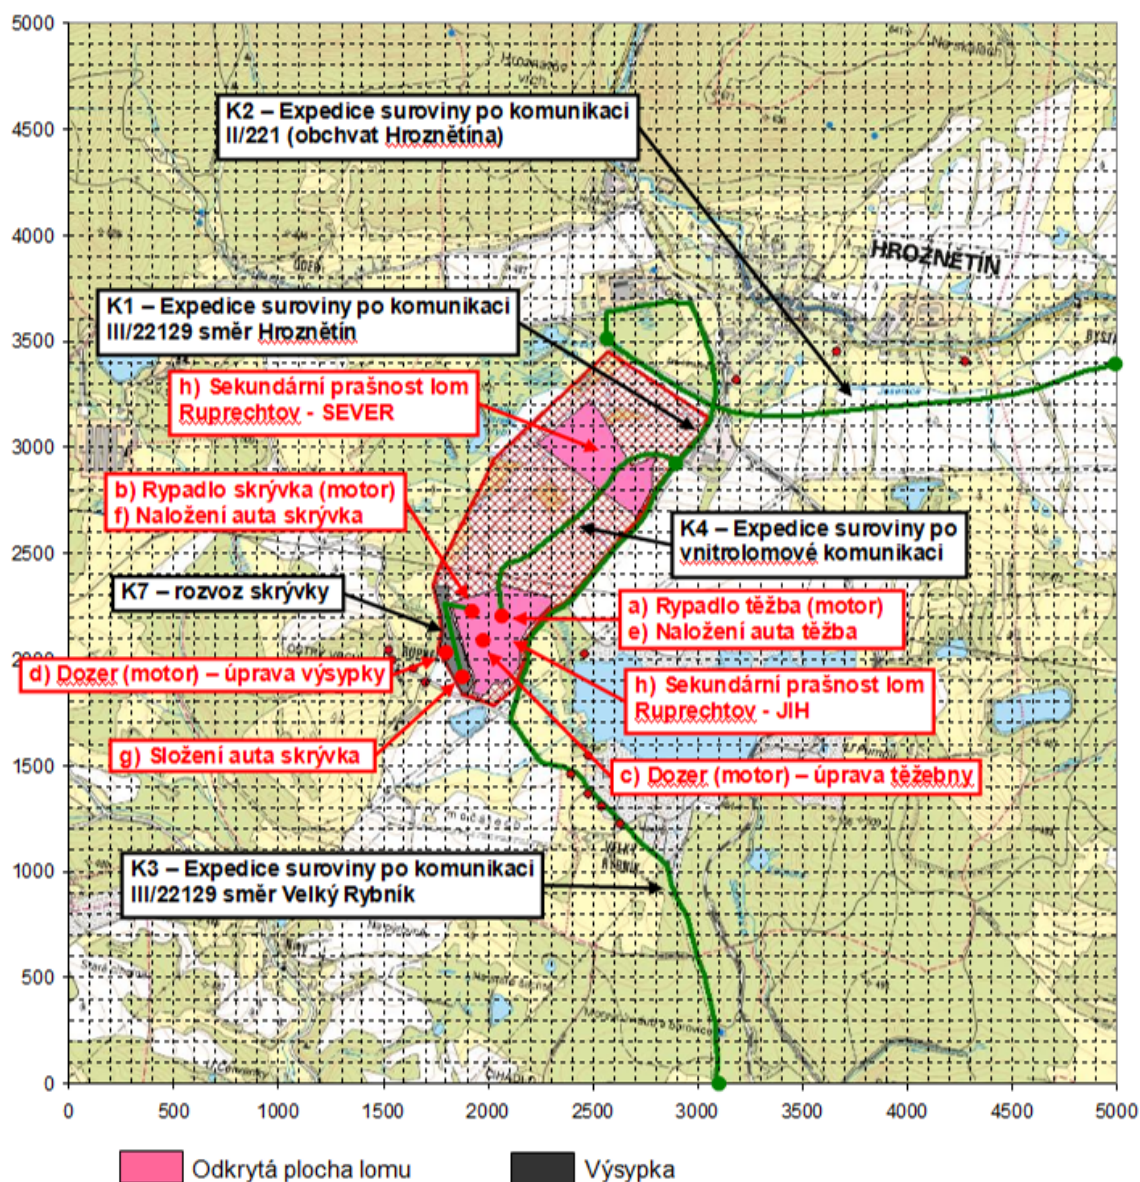 5000
4500
4000
3500
3000
2500
1500
1000
500
0
K2 – Expedice suroviny po komunikaci
II/221 (obchvat Hroznětína)
HROZNĚTÍN
K1 – Expedice suroviny po komunikaci
III/22129 směr Hroznětín
h) Sekundární prašnost lom
Ruprechtov - SEVER
b) Rypadlo skrývka (motor)
f) Naložení auta skrývka
K4 – Expedice suroviny po
vnitrolomové komunikaci
K7 – rozvoz skrývky
a) Rypadlo těžba (motor)
e) Naložení auta těžba
d) Dozer (motor) – úprava výsypky
h) Sekundární prašnost lom
Ruprechtov - JIH
g) Složení auta skrývka
c) Dozer (motor) – úprava těžebny
K3 – Expedice suroviny po komunikaci
III/22129 směr Velký Rybník
VELKÝ
RYBNÍK
0 500 1000 1500 2000 2500 3000 3500 4000 4500 5000
Odkrytá plocha lomu
Výsypka